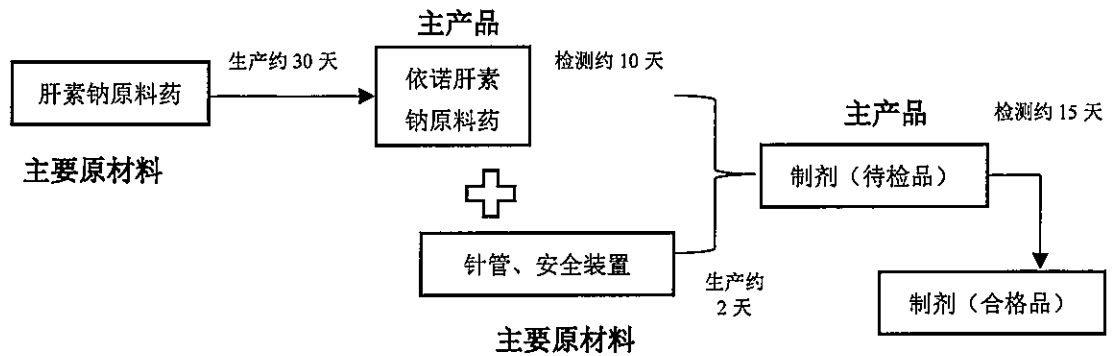 主产品
生产约 30 天
检测约 10 天
肝素钠原料药
依诺肝素
钠原料药
主要原材料
主产品
检测约 15 天
制剂（待检品）
针管、安全装置
生产约
2 天
制剂（合格品）
主要原材料